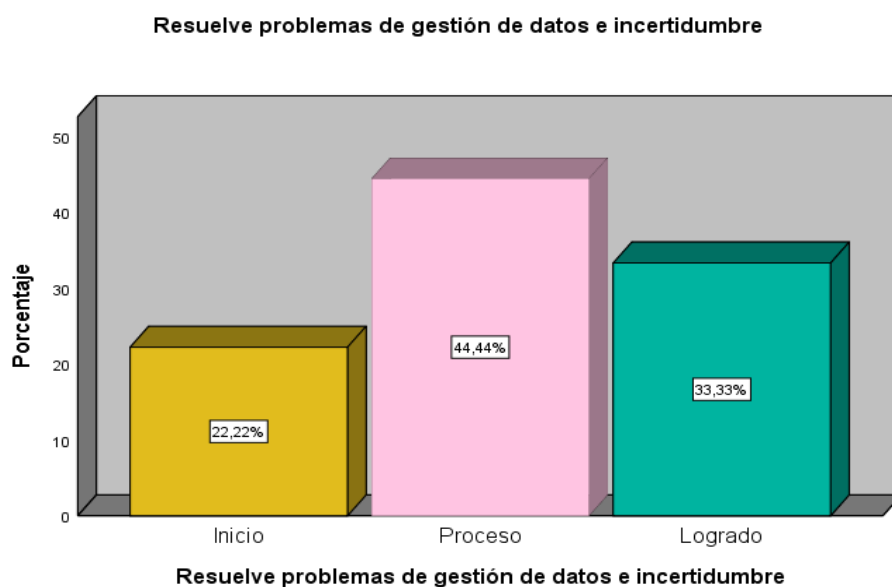 Resuelve problemas de gestión de datos e incertidumbre
Porcentaje
50
40
30
20
10
0
22,22%
44,44%
33,33%
Inicio
Proceso
Logrado
Resuelve problemas de gestión de datos e incertidumbre